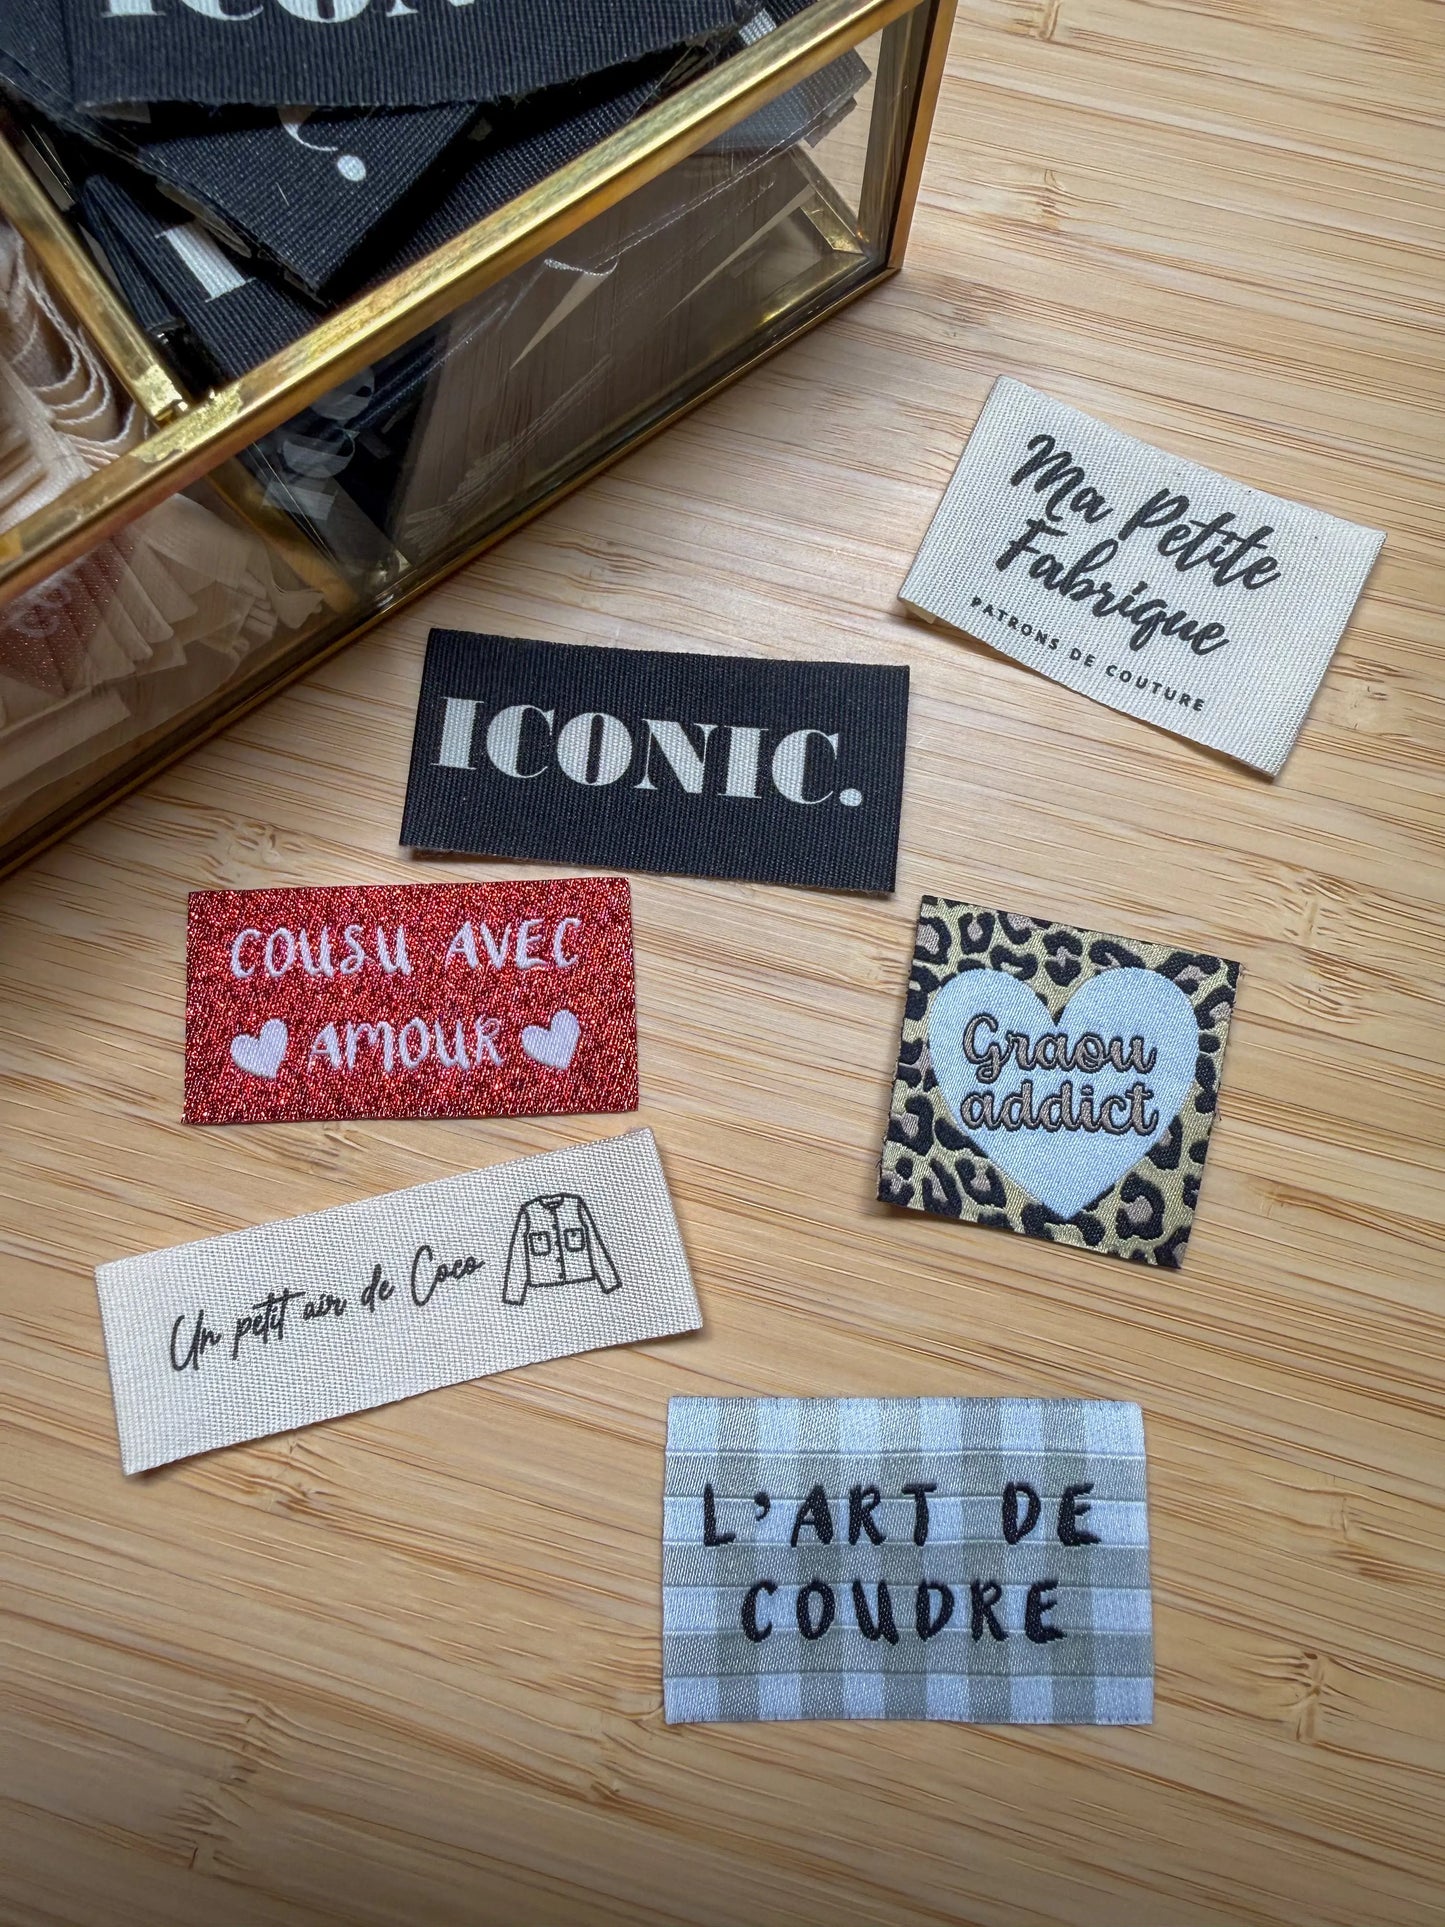 ICONIC.
Ma Petite
Fabrique
PATRONS DE COUTURE
ICONIC.
COUSU AVEC
AMOUR
Graou
addict
Un petit air de Coco
L'ART DE
COUDRE